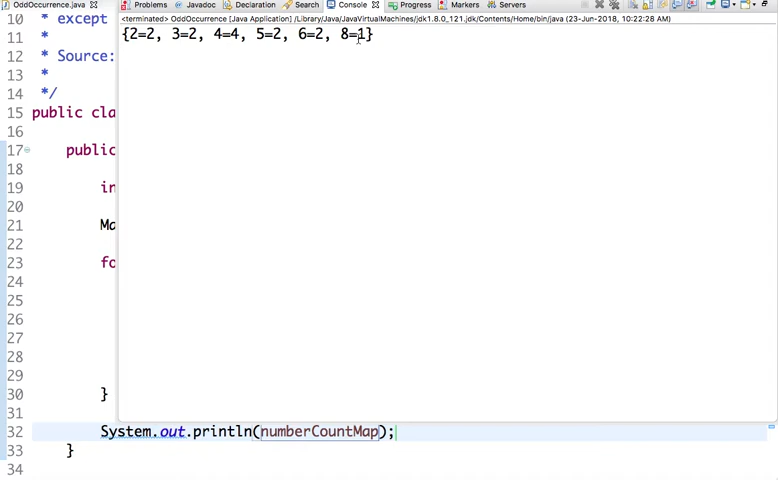 OddOccurrence.java
Problems Javadoc Declaration Search Console Progress Markers Servers
<terminated> OddOccurrence [Java Application] /Library/Java/JavaVirtualMachines/jdk1.8.0_121.jdk/Contents/Home/bin/java (23-Jun-2018, 10:22:28 AM)
{2=2, 3=2, 4=4, 5=2, 6=2, 8=1}
10 * except
11 *
12 * Source:
13 *
14 */
15 public cla
16
17 public
18
19 in
20
21 Ma
22
23 fo
24
25
26
27
28
29
30 }
31
32 System.out.println(numberCountMap);
33 }
34